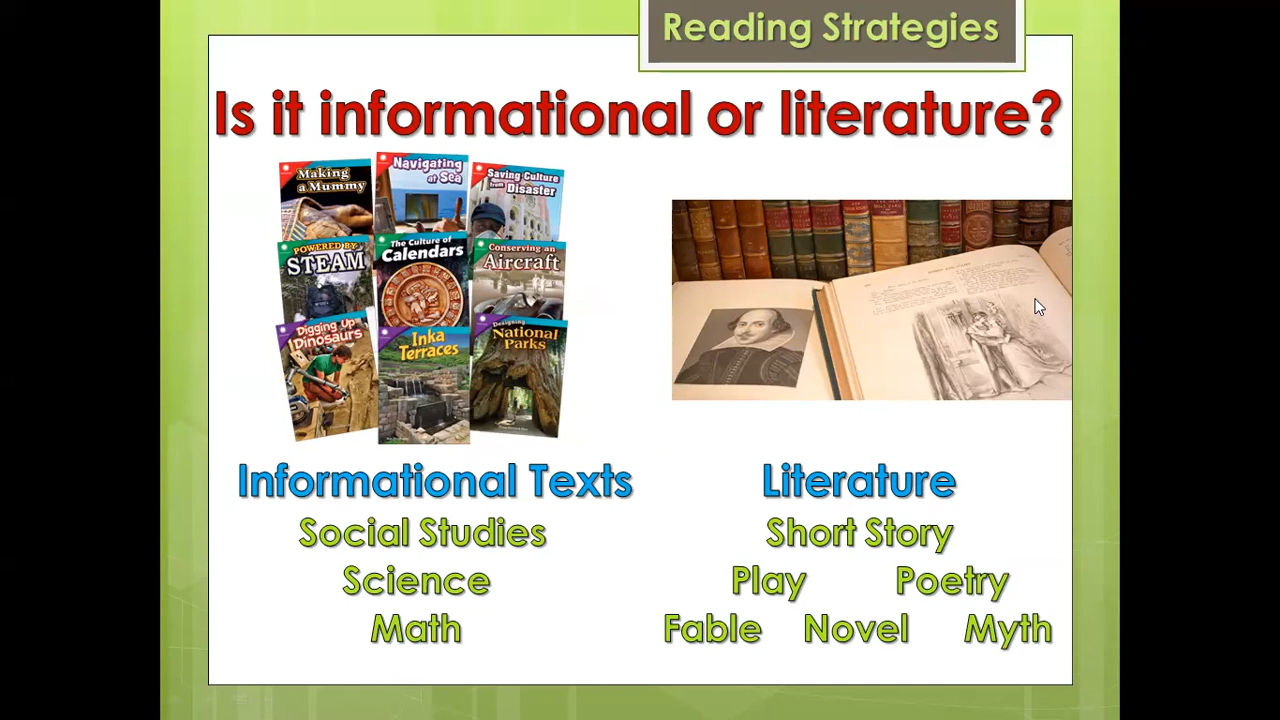 Reading Strategies
Is it informational or literature?
Making
a Mummy
Navigating
at Sea
Saving Culture
from Disaster
POWERED BY
STEAM
The Culture of
Calendars
Conserving an
Aircraft
Digging Up
Dinosaurs
Inka
Terraces
Designing
National
Parks
Informational Texts
Social Studies
Science
Math
Literature
Short Story
Play Poetry
Fable Novel Myth